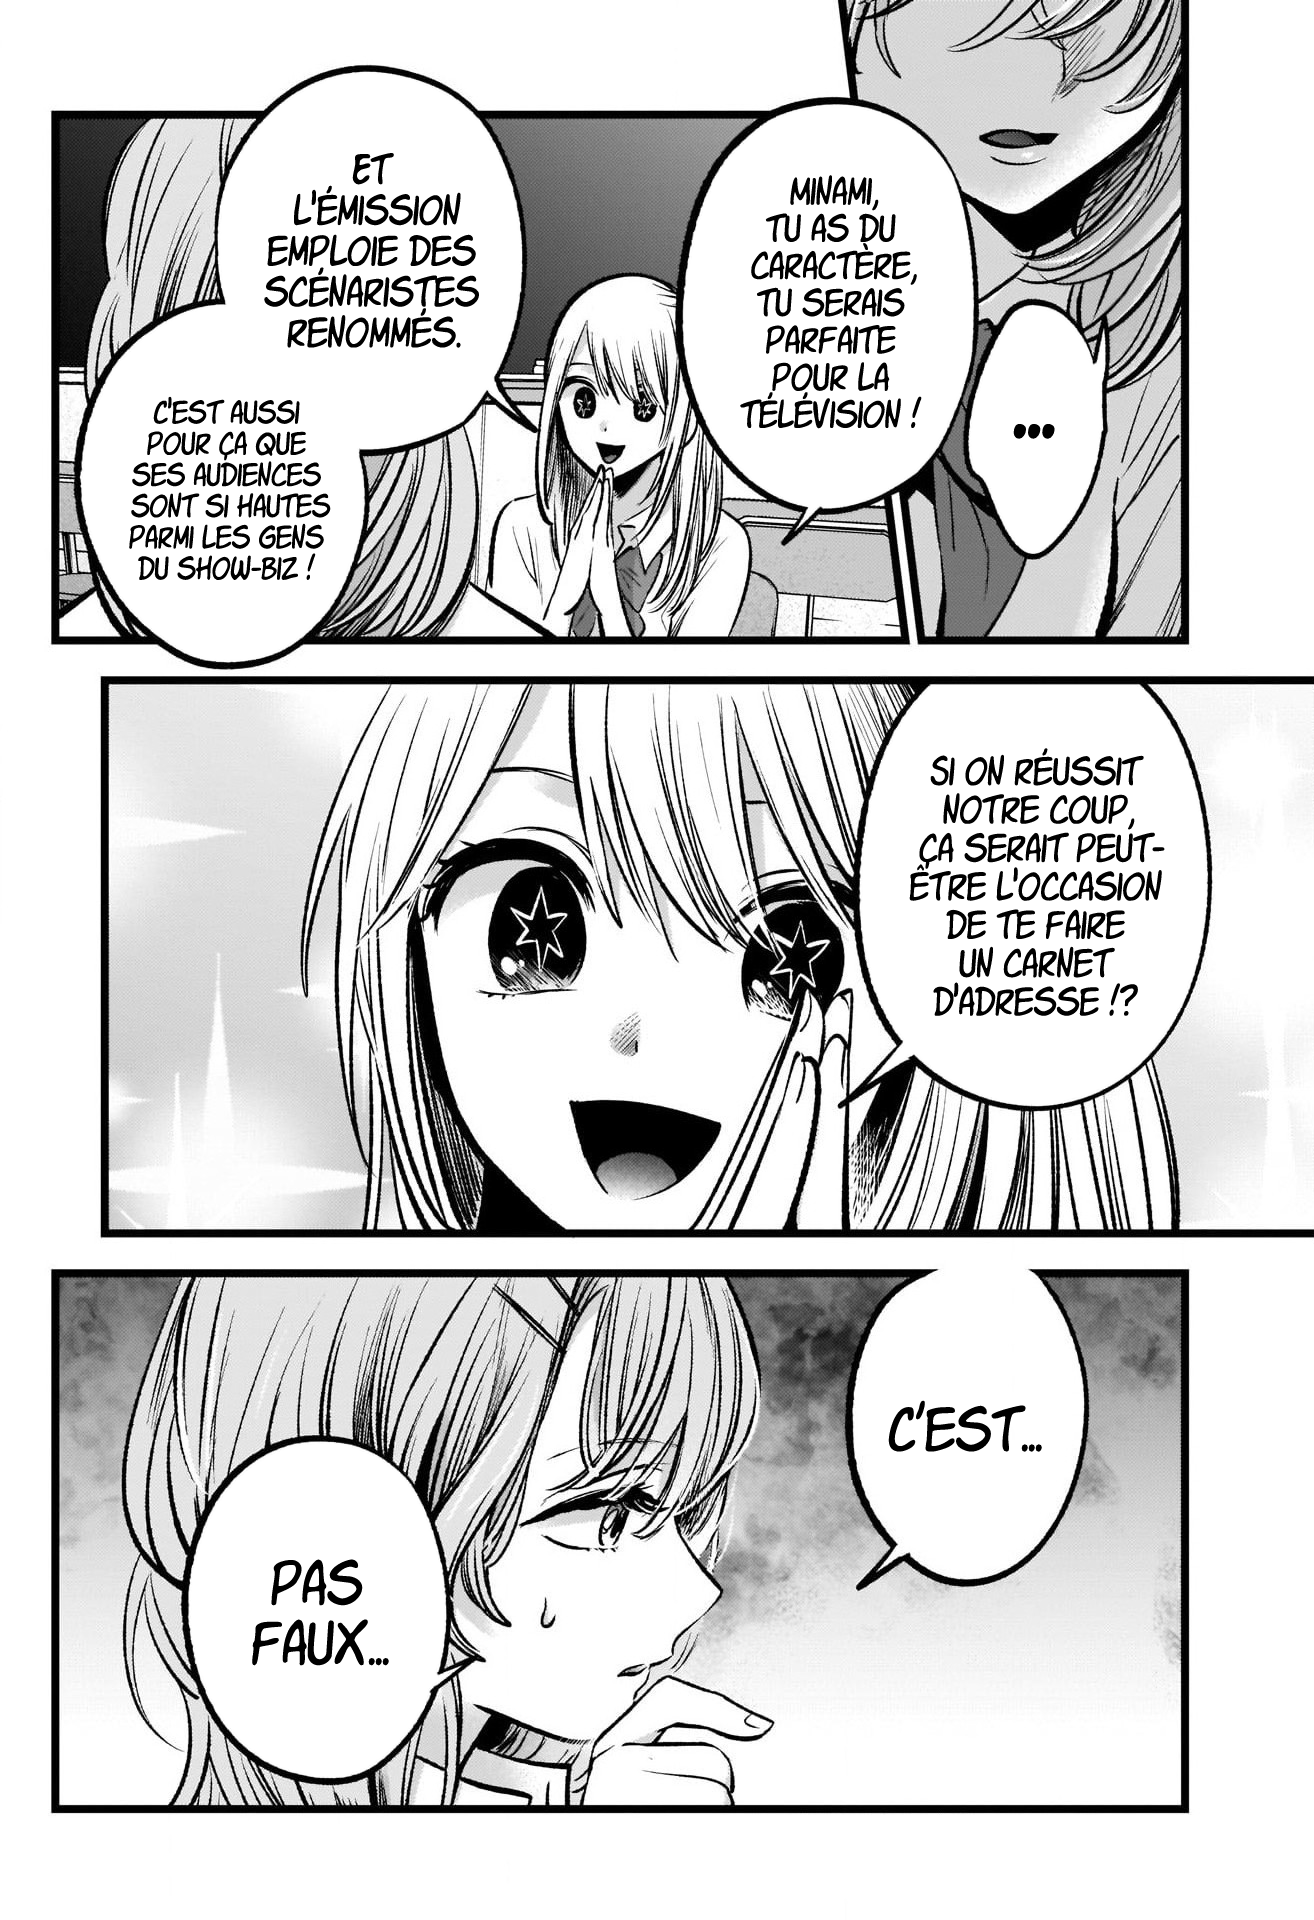 ...
MINAMI,
TU AS DU
CARACTÈRE,
TU SERAIS
PARFAITE
POUR LA
TÉLÉVISION !
ET
L'ÉMISSION
EMPLOIE DES
SCÉNARISTES
RENOMMÉS.
C'EST AUSSI
POUR ÇA QUE
SES AUDIENCES
SONT SI HAUTES
PARMI LES GENS
DU SHOW-BIZ !
SI ON RÉUSSIT
NOTRE COUP,
ÇA SERAIT PEUT-
ÊTRE L'OCCASION
DE TE FAIRE
UN CARNET
D'ADRESSE !?
C'EST...
PAS
FAUX...